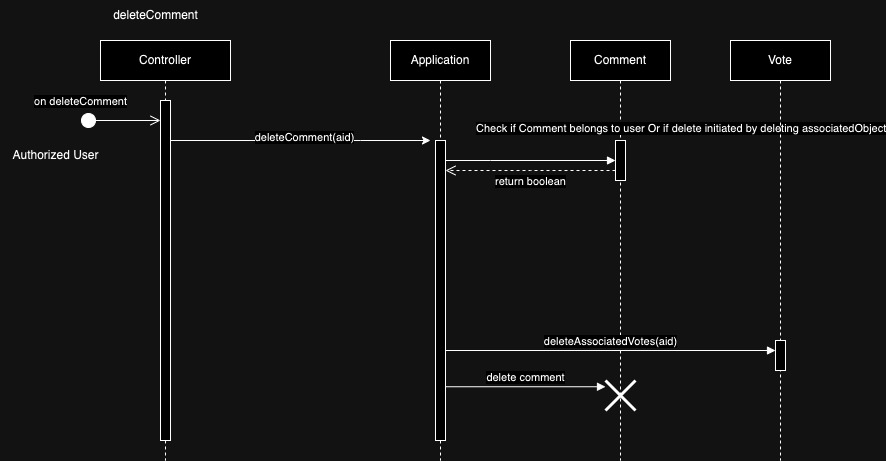 deleteComment
Controller
Application
Comment
Vote
on deleteComment
Authorized User
deleteComment(aid)
Check if Comment belongs to user Or if delete initiated by deleting associatedObject
return boolean
deleteAssociatedVotes(aid)
delete comment